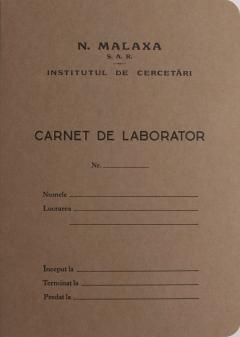 N. MALAXA
S. A. R.
INSTITUTUL DE CERCETĂRI
CARNET DE LABORATOR
Nr.
Numele
Lucrarea
Început la
Terminat la
Predat la